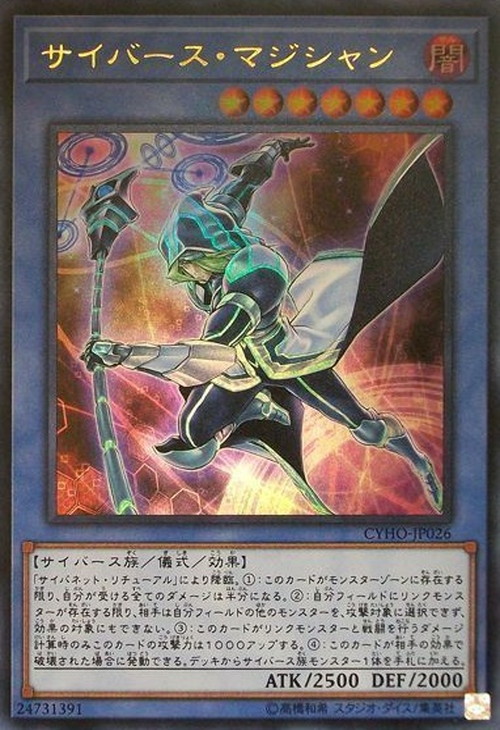 サイバース・マジシャン
闇
CYHO-JP026
【サイバース族／儀式／効果】
「サイバネット・リチューアル」により降臨。①：このカードがモンスターゾーンに存在する
限り、自分が受ける全てのダメージは半分になる。②：自分フィールドにリンクモンス
ターが存在する限り、相手は自分フィールドの他のモンスターを、攻撃対象に選択できず、
効果の対象にもできない。③：このカードがリンクモンスターと戦闘を行うダメージ
計算時のみこのカードの攻撃力は１０００アップする。④：このカードが相手の効果で
破壊された場合に発動できる。デッキからサイバース族モンスター１体を手札に加える。
ATK/2500 DEF/2000
24731391
©高橋和希 スタジオ・ダイス/集英社